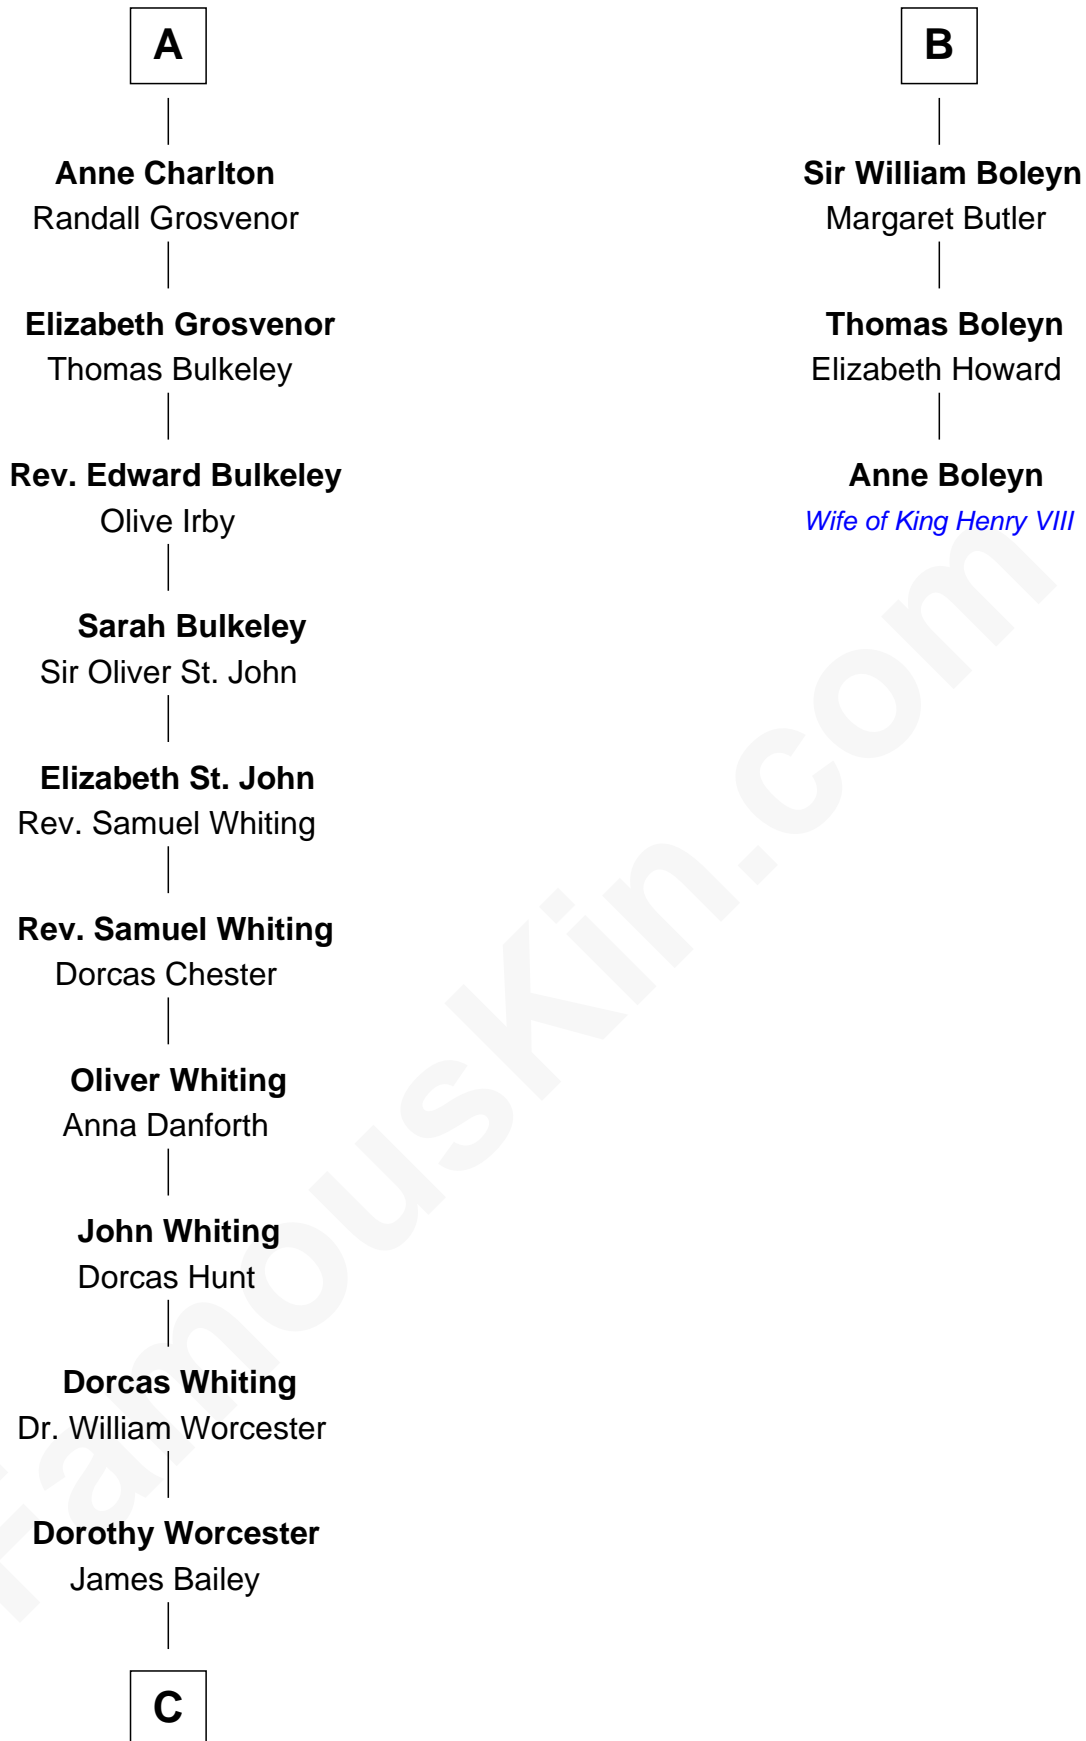 A
Anne Charlton
Randall Grosvenor
Elizabeth Grosvenor
Thomas Bulkeley
Rev. Edward Bulkeley
Olive Irby
Sarah Bulkeley
Sir Oliver St. John
Elizabeth St. John
Rev. Samuel Whiting
Rev. Samuel Whiting
Dorcas Chester
Oliver Whiting
Anna Danforth
John Whiting
Dorcas Hunt
Dorcas Whiting
Dr. William Worcester
Dorothy Worcester
James Bailey
C
B
Sir William Boleyn
Margaret Butler
Thomas Boleyn
Elizabeth Howard
Anne Boleyn
Wife of King Henry VIII
FamousKin.com